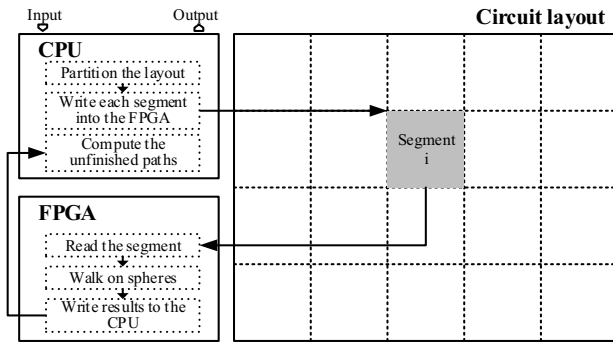 Input
Output
CPU
Partition the layout
Write each segment
into the FPGA
Compute the
unfinished paths
FPGA
Read the segment
Walk on spheres
Write results to the
CPU
Circuit layout
Segment
i